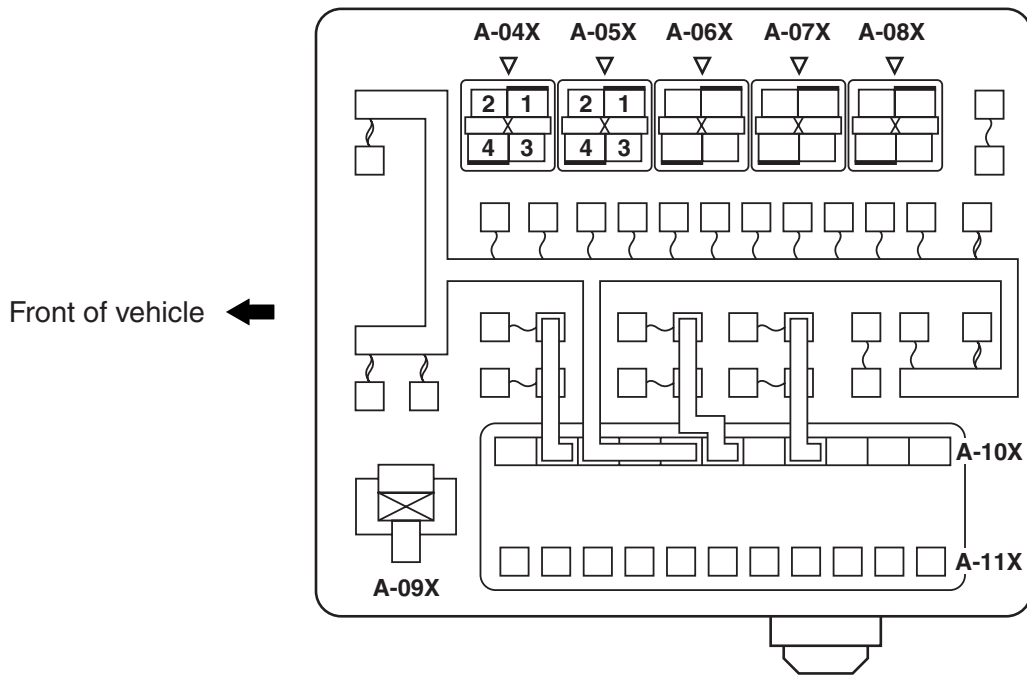 A-04X A-05X A-06X A-07X A-08X
2 1 2 1
4 3 4 3
Front of vehicle
A-10X
A-11X
A-09X